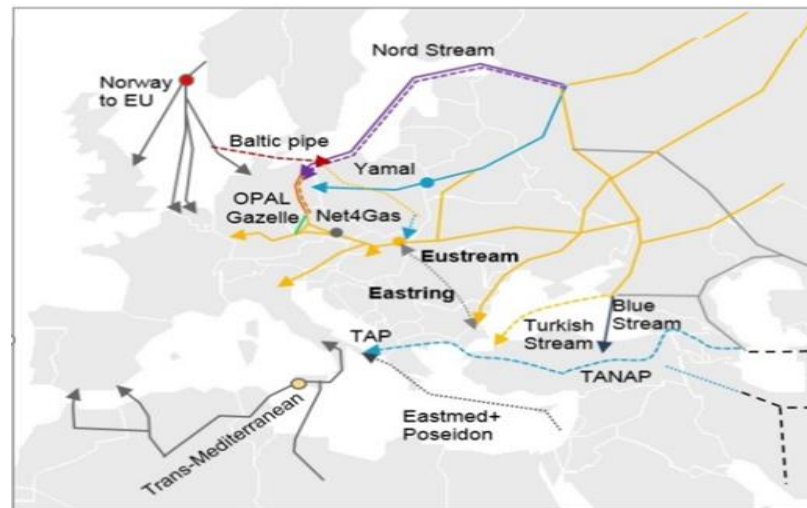 Nord Stream
Norway
to EU
Baltic pipe
Yamal
OPAL
Gazelle
Net4Gas
Eustream
Eastring
Blue
Stream
Turkish
Stream
TAP
TANAP
Eastmed+
Poseidon
Trans-Mediterranean